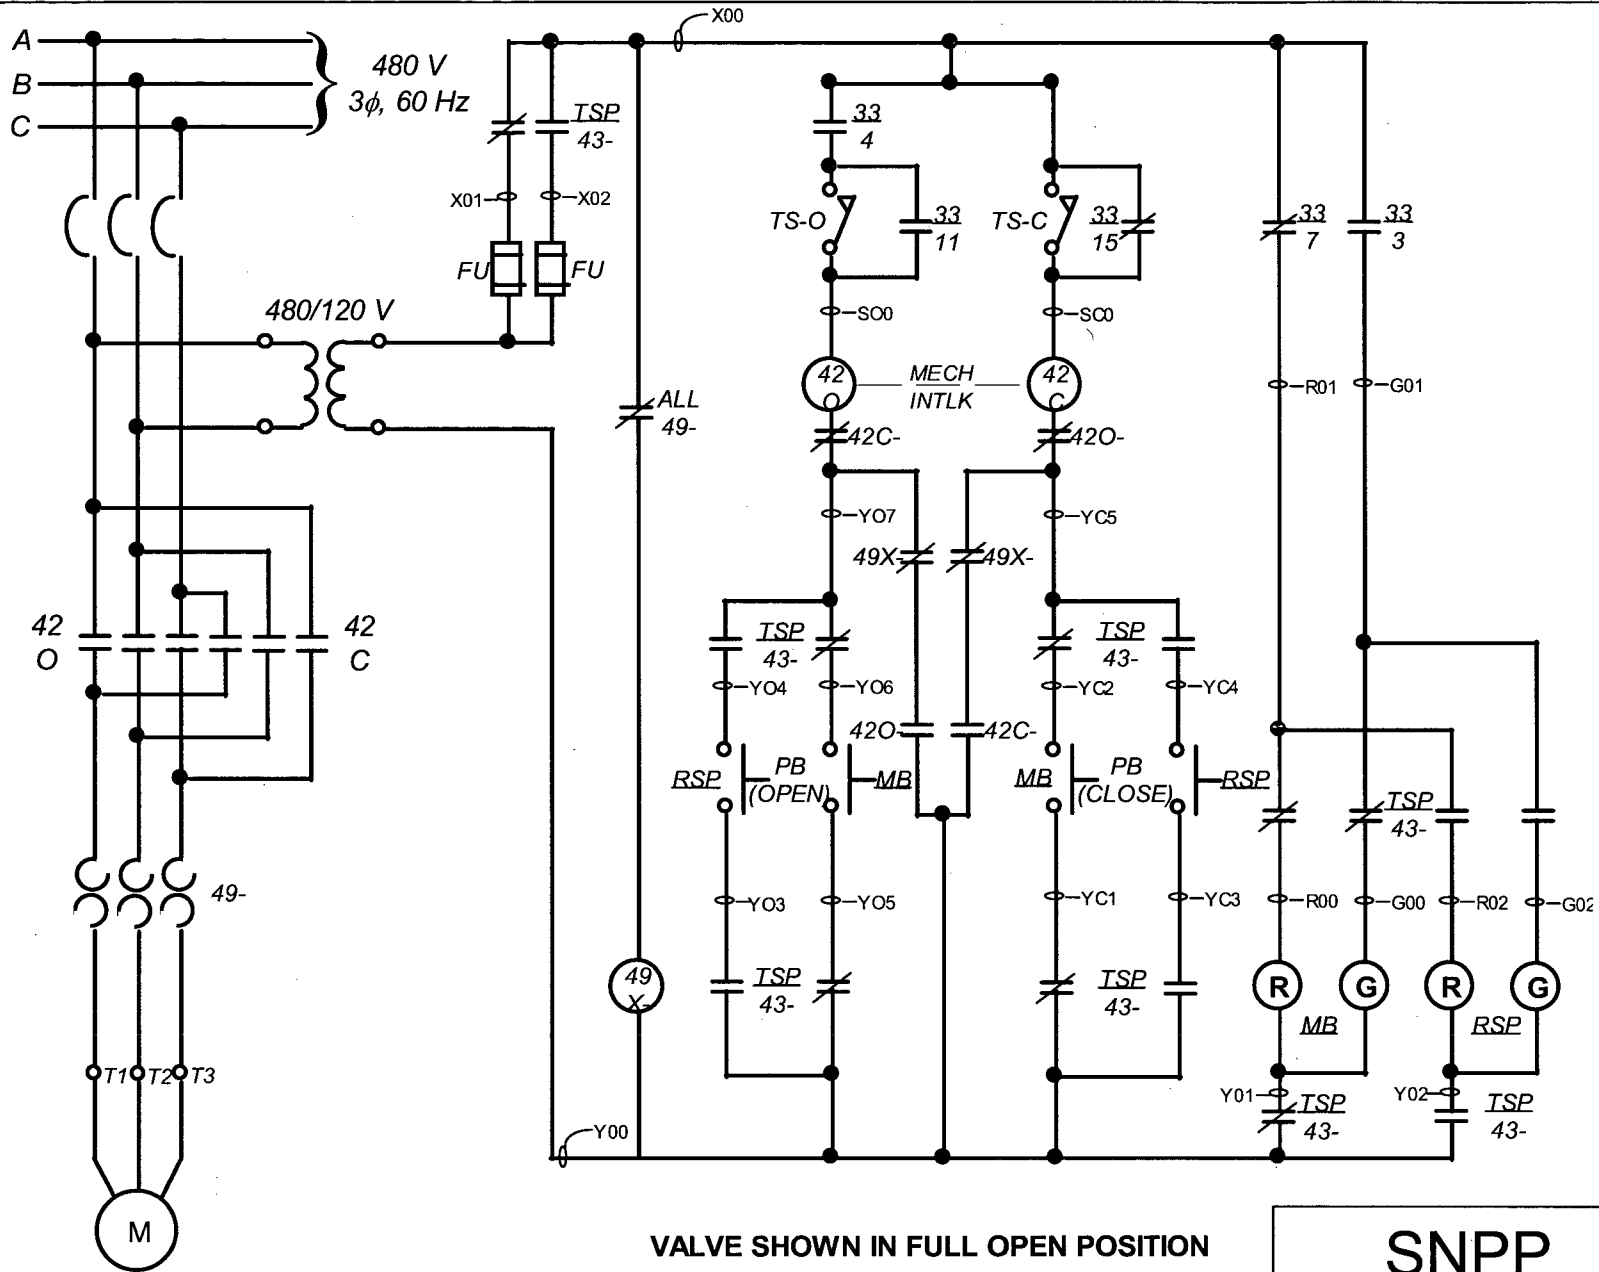 X00
A
B
C
480 V
3ϕ, 60 Hz
TSP
43-
33
4
X01
X02
TS-O
33
11
TS-C
33
15
33
7
33
3
FU
FU
480/120 V
SO0
SC0
42
O
MECH
INTLK
42
C
R01
G01
ALL
49-
42C-
42O-
YO7
YC5
49X-
49X-
42
O
42
C
TSP
43-
TSP
43-
YO4
YO6
YC2
YC4
42O-
42C-
RSP
PB
(OPEN)
MB
MB
PB
(CLOSE)
RSP
TSP
43-
49-
YO3
YO5
YC1
YC3
R00
G00
R02
G02
49
X-
TSP
43-
TSP
43-
R
G
R
G
MB
RSP
T1
T2
T3
Y01
TSP
43-
Y02
TSP
43-
Y00
M
VALVE SHOWN IN FULL OPEN POSITION
SNPP